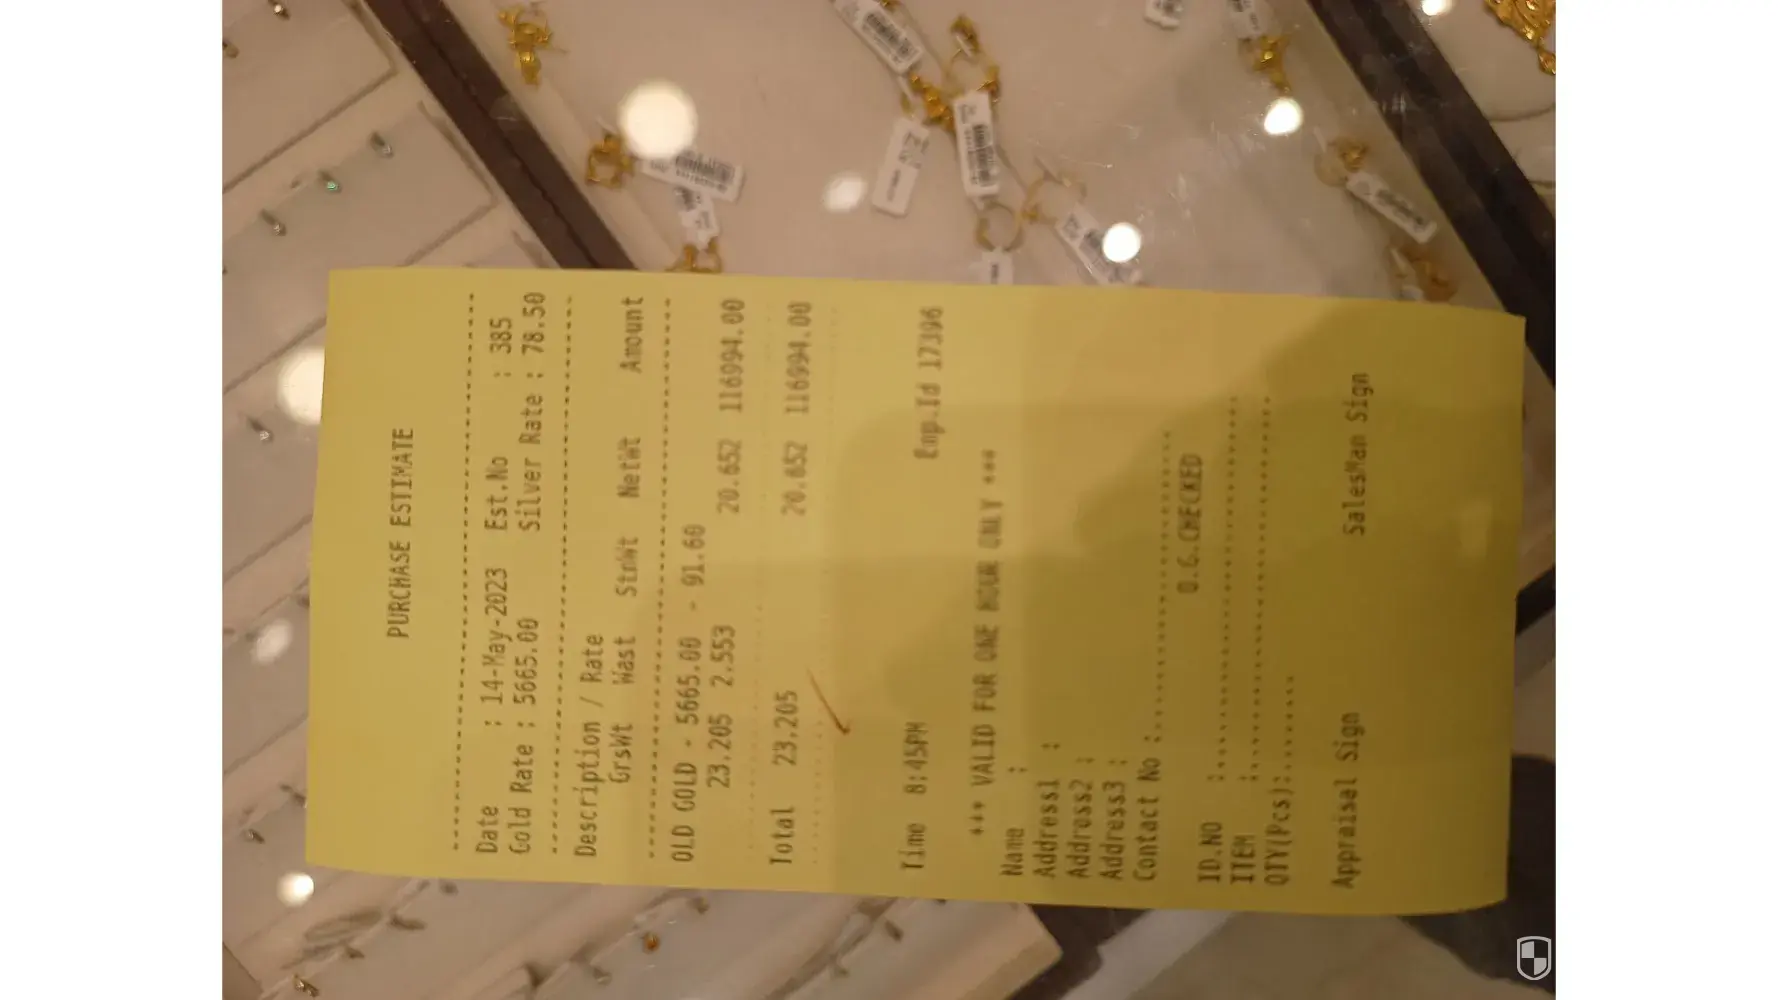 PURCHASE ESTIMATE
Date : 14-May-2023 Est.No : 385
Gold Rate : 5665.00 Silver Rate : 78.50
Description / Rate
GrsWt Wast StnWt NetWt Amount
OLD GOLD - 5665.00 - 91.60
23.205 2.553 20.652 116994.00
Total 23.205 20.652 116994.00
Time 8:45PM Emp.Id 17396
*** VALID FOR ONE HOUR ONLY ***
Name :
Address1 :
Address2 :
Address3 :
Contact No :
O.G.CHECKED
ID.NO :
ITEM :
QTY(Pcs):
Appraisal Sign SalesMan Sign